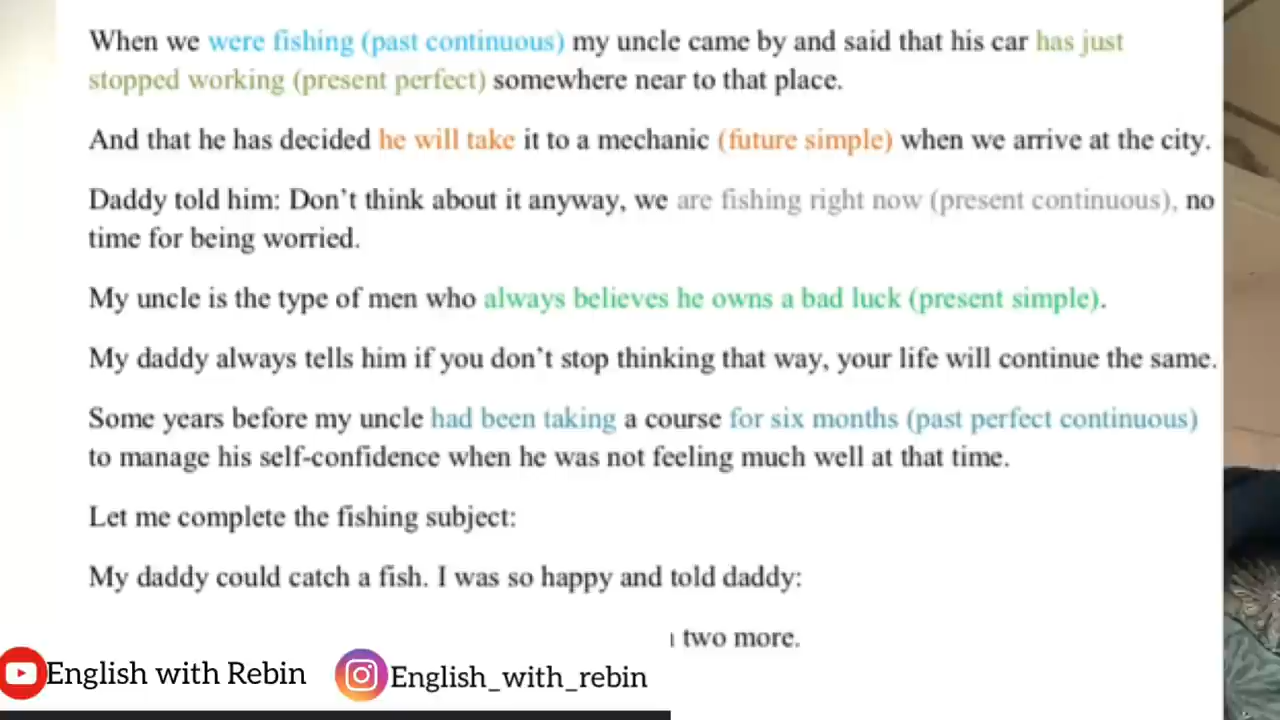 When we were fishing (past continuous) my uncle came by and said that his car has just
stopped working (present perfect) somewhere near to that place.
And that he has decided he will take it to a mechanic (future simple) when we arrive at the city.
Daddy told him: Don’t think about it anyway, we are fishing right now (present continuous), no
time for being worried.
My uncle is the type of men who always believes he owns a bad luck (present simple).
My daddy always tells him if you don’t stop thinking that way, your life will continue the same.
Some years before my uncle had been taking a course for six months (past perfect continuous)
to manage his self-confidence when he was not feeling much well at that time.
Let me complete the fishing subject:
My daddy could catch a fish. I was so happy and told daddy:
two more.
English with Rebin
English_with_rebin